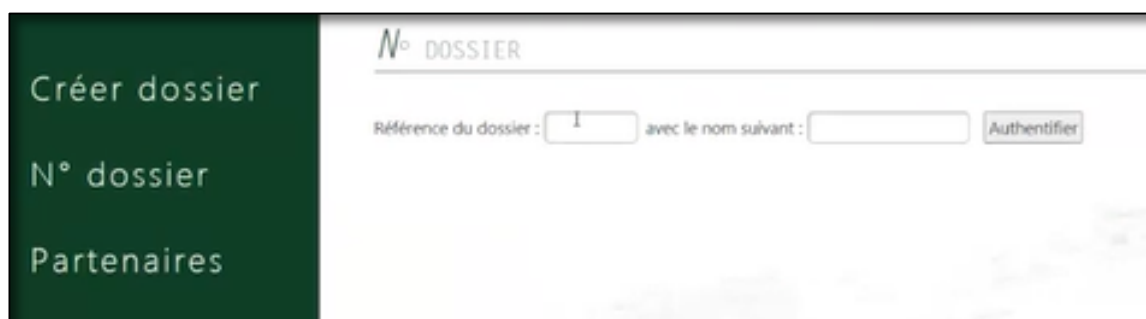 Créer dossier
N° dossier
Partenaires
N° DOSSIER
Référence du dossier : avec le nom suivant : Authentifier